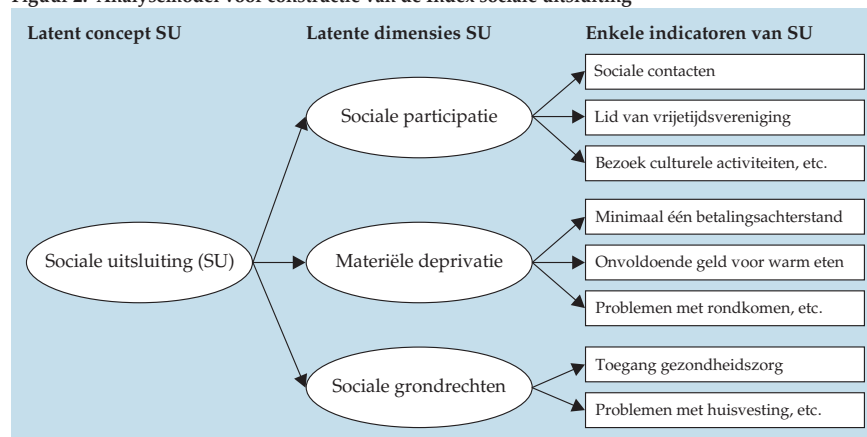 Figuur 2. Analysemodel voor constructie van de Index sociale uitsluiting
Latent concept SU
Latente dimensies SU
Enkele indicatoren van SU
Sociale uitsluiting (SU)
Sociale participatie
Sociale contacten
Lid van vrijetijdsvereniging
Bezoek culturele activiteiten, etc.
Materiële deprivatie
Minimaal één betalingsachterstand
Onvoldoende geld voor warm eten
Problemen met rondkomen, etc.
Sociale grondrechten
Toegang gezondheidszorg
Problemen met huisvesting, etc.